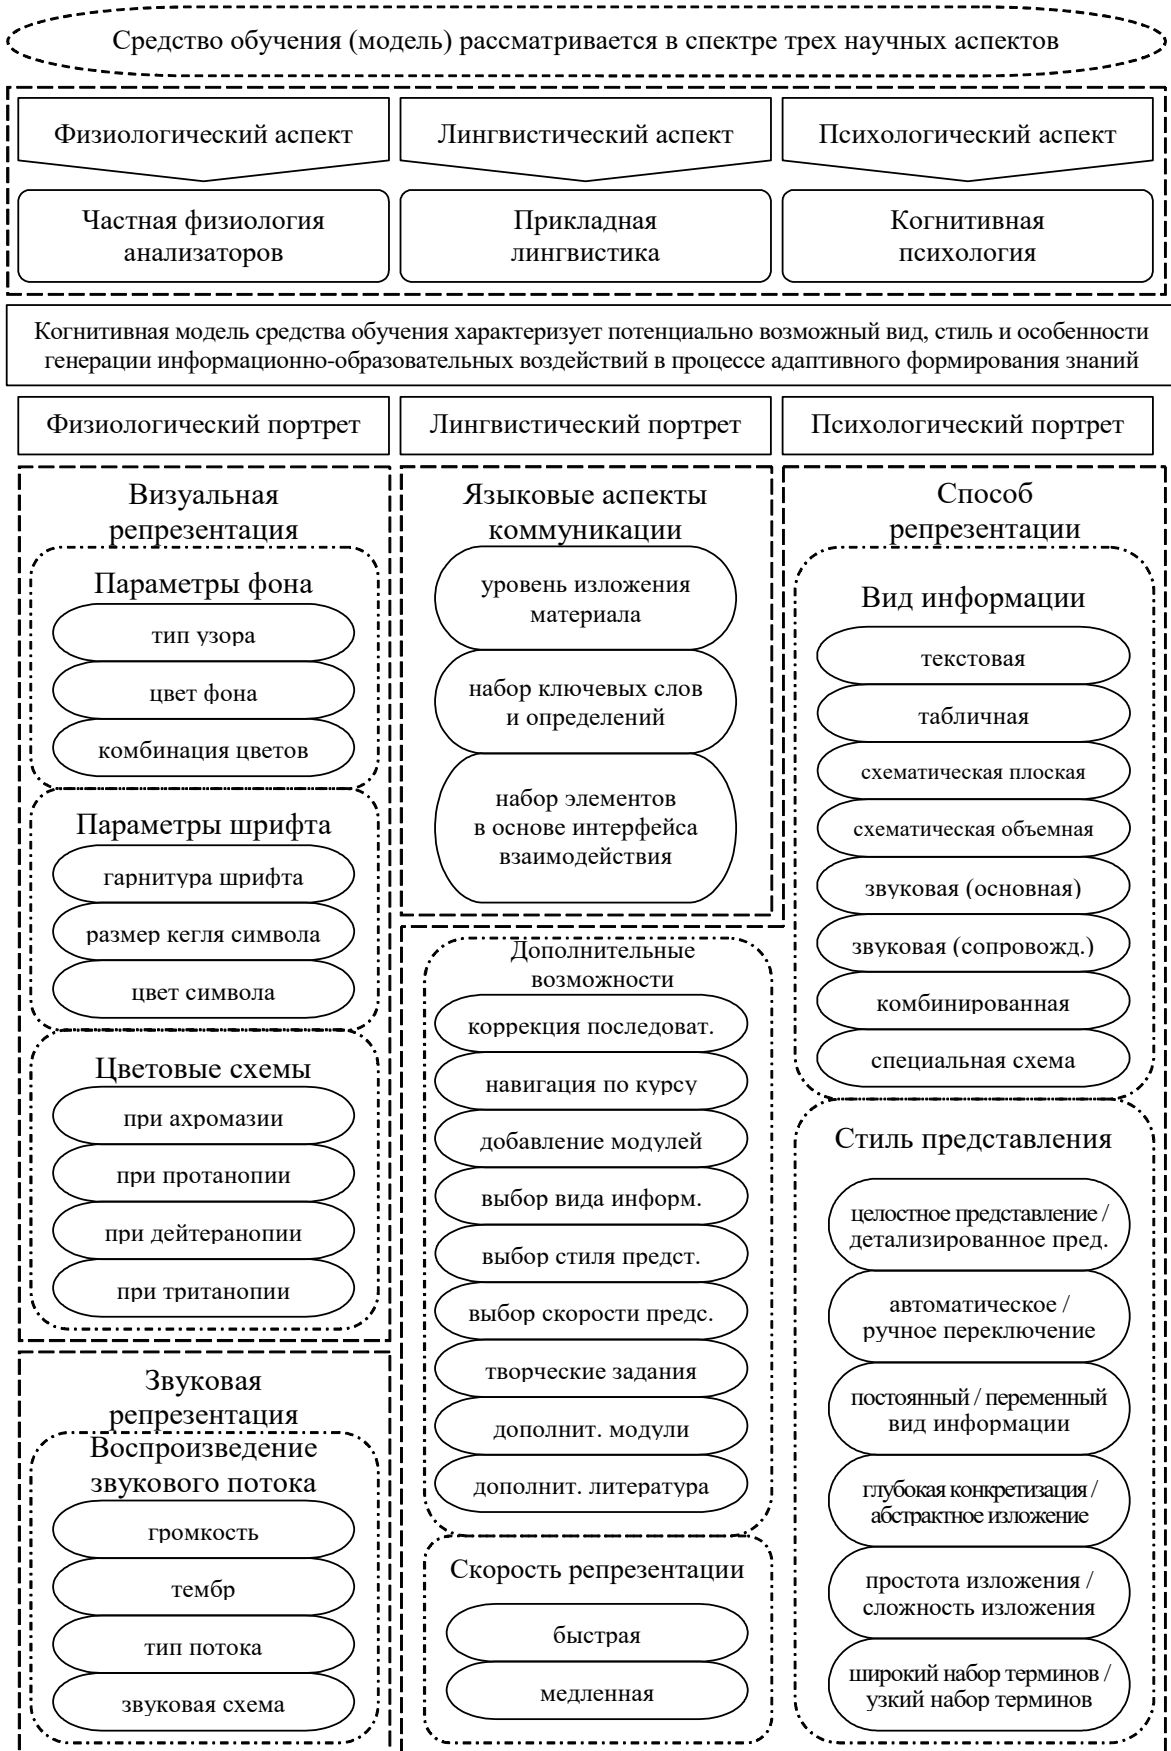 Средство обучения (модель) рассматривается в спектре трех научных аспектов
Физиологический аспект
Лингвистический аспект
Психологический аспект
Частная физиология
анализаторов
Прикладная
лингвистика
Когнитивная
психология
Когнитивная модель средства обучения характеризует потенциально возможный вид, стиль и особенности
генерации информационно-образовательных воздействий в процессе адаптивного формирования знаний
Физиологический портрет
Лингвистический портрет
Психологический портрет
Визуальная
репрезентация
Параметры фона
тип узора
цвет фона
комбинация цветов
Параметры шрифта
гарнитура шрифта
размер кегля символа
цвет символа
Цветовые схемы
при ахромазии
при протанопии
при дейтеранопии
при тританопии
Звуковая
репрезентация
Воспроизведение
звукового потока
громкость
тембр
тип потока
звуковая схема
Языковые аспекты
коммуникации
уровень изложения
материала
набор ключевых слов
и определений
набор элементов
в основе интерфейса
взаимодействия
Дополнительные
возможности
коррекция последоват.
навигация по курсу
добавление модулей
выбор вида информ.
выбор стиля предст.
выбор скорости предс.
творческие задания
дополнит. модули
дополнит. литература
Скорость репрезентации
быстрая
медленная
Способ
репрезентации
Вид информации
текстовая
табличная
схематическая плоская
схематическая объемная
звуковая (основная)
звуковая (сопровожд.)
комбинированная
специальная схема
Стиль представления
целостное представление /
детализированное пред.
автоматическое /
ручное переключение
постоянный / переменный
вид информации
глубокая конкретизация /
абстрактное изложение
простота изложения /
сложность изложения
широкий набор терминов /
узкий набор терминов